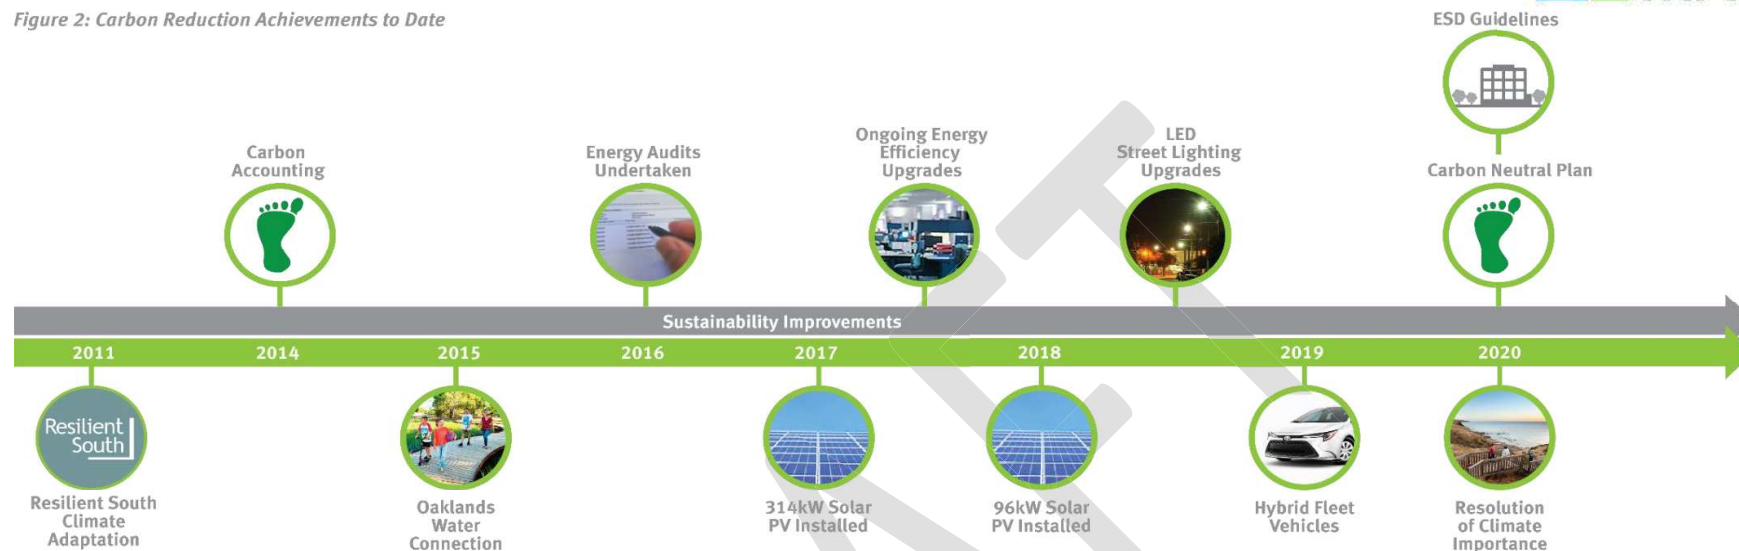 Figure 2: Carbon Reduction Achievements to Date
ESD Guidelines
Carbon
Accounting
Energy Audits
Undertaken
Ongoing Energy
Efficiency
Upgrades
LED
Street Lighting
Upgrades
Carbon Neutral Plan
Sustainability Improvements
2011
2014
2015
2016
2017
2018
2019
2020
Resilient
South
Resilient South
Climate
Adaptation
Oaklands
Water
Connection
314kW Solar
PV Installed
96kW Solar
PV Installed
Hybrid Fleet
Vehicles
Resolution
of Climate
Importance